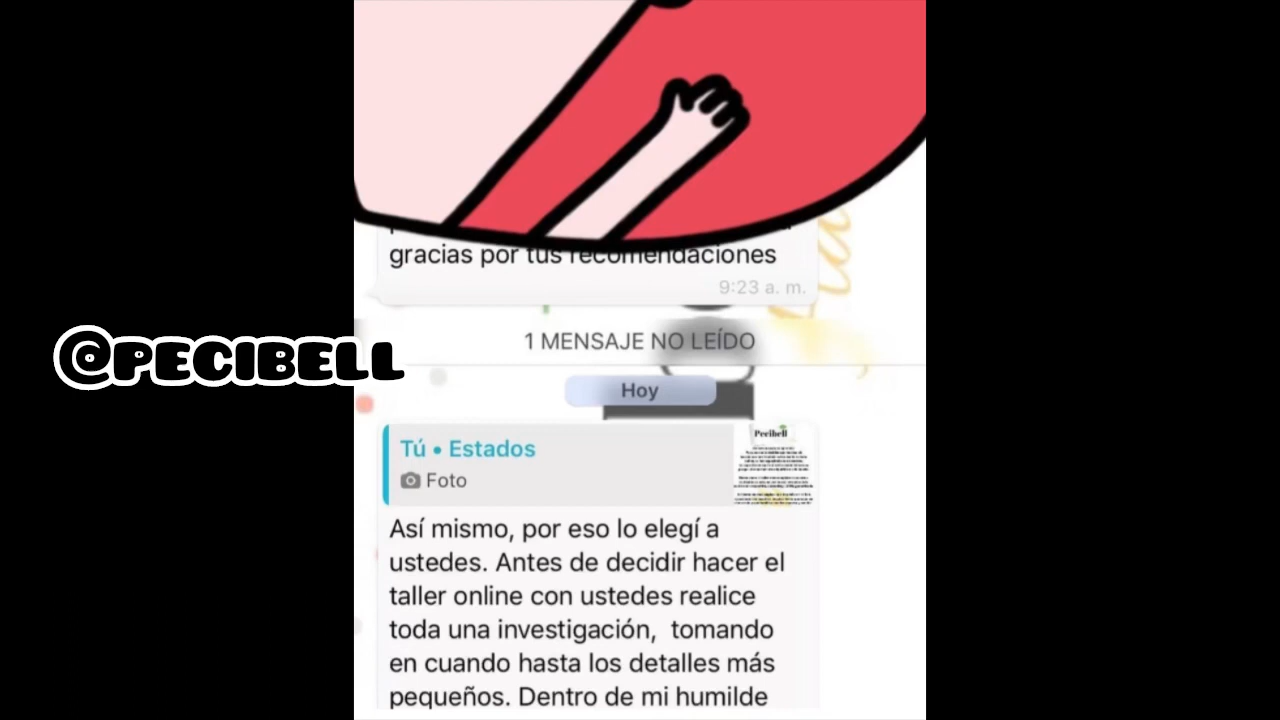 gracias por tus recomendaciones
9:23 a. m.
1 MENSAJE NO LEÍDO
@PECIBELL
Hoy
Tú • Estados
Foto
Pecibell
Así mismo, por eso lo elegí a
ustedes. Antes de decidir hacer el
taller online con ustedes realice
toda una investigación, tomando
en cuando hasta los detalles más
pequeños. Dentro de mi humilde